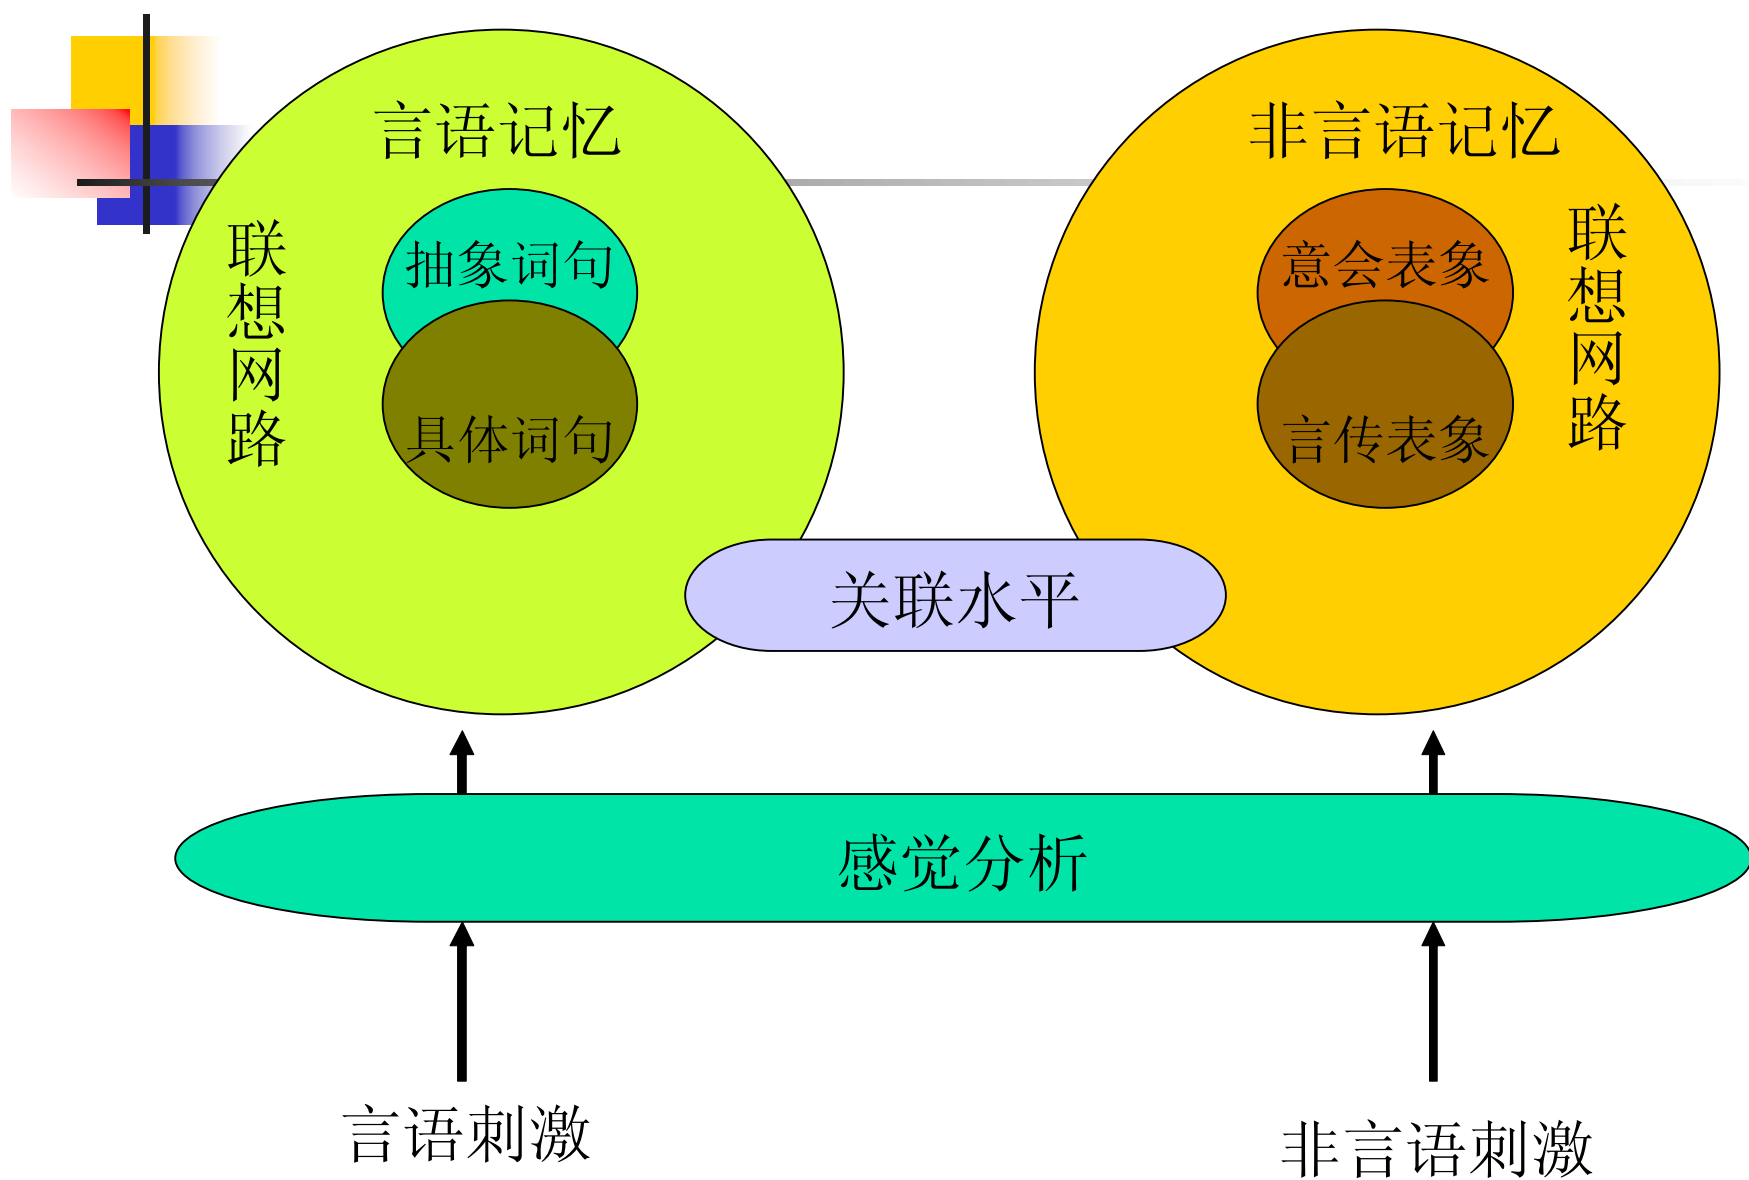 言语记忆
非言语记忆
联想网路
抽象词句
具体词句
意会表象
言传表象
联想网路
关联水平
感觉分析
言语刺激
非言语刺激